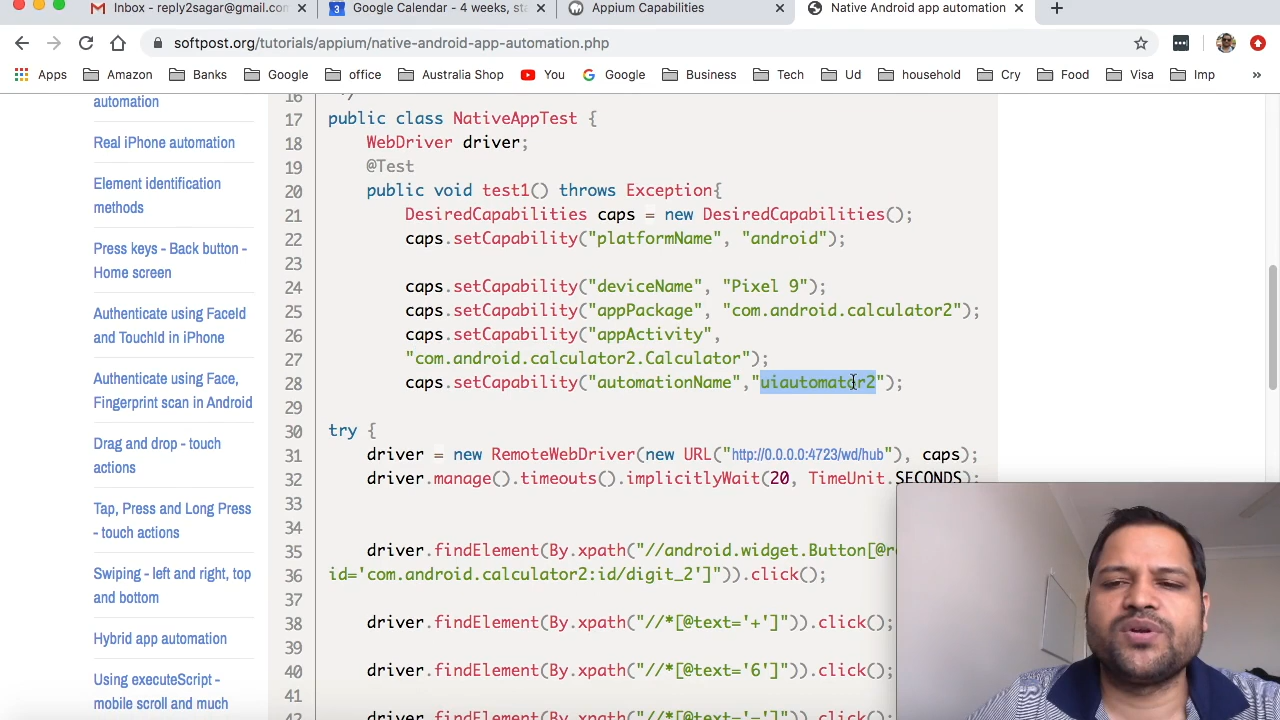 Inbox - reply2sagar@gmail.com
Google Calendar - 4 weeks, sta
Appium Capabilities
Native Android app automation
softpost.org/tutorials/appium/native-android-app-automation.php
Apps
Amazon
Banks
Google
office
Australia Shop
You
Google
Business
Tech
Ud
household
Cry
Food
Visa
Imp
»
automation
Real iPhone automation
Element identification
methods
Press keys - Back button -
Home screen
Authenticate using FaceId
and TouchId in iPhone
Authenticate using Face,
Fingerprint scan in Android
Drag and drop - touch
actions
Tap, Press and Long Press
- touch actions
Swiping - left and right, top
and bottom
Hybrid app automation
Using executeScript -
mobile scroll and much
16 */
17 public class NativeAppTest {
18 WebDriver driver;
19 @Test
20 public void test1() throws Exception{
21 DesiredCapabilities caps = new DesiredCapabilities();
22 caps.setCapability("platformName", "android");
23
24 caps.setCapability("deviceName", "Pixel 9");
25 caps.setCapability("appPackage", "com.android.calculator2");
26 caps.setCapability("appActivity",
27 "com.android.calculator2.Calculator");
28 caps.setCapability("automationName","uiautomator2");
29
30 try {
31 driver = new RemoteWebDriver(new URL("http://0.0.0.0:4723/wd/hub"), caps);
32 driver.manage().timeouts().implicitlyWait(20, TimeUnit.SECONDS);
33
34
35 driver.findElement(By.xpath("//android.widget.Button[@re
36 id='com.android.calculator2:id/digit_2']")).click();
37
38 driver.findElement(By.xpath("//*[@text='+']")).click();
39
40 driver.findElement(By.xpath("//*[@text='6']")).click();
41
42 driver.findElement(By.xpath("//*[@text='=']")).click();